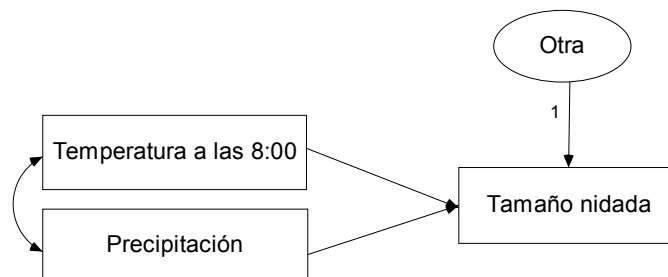 Otra
1
Temperatura a las 8:00
Tamaño nidada
Precipitación